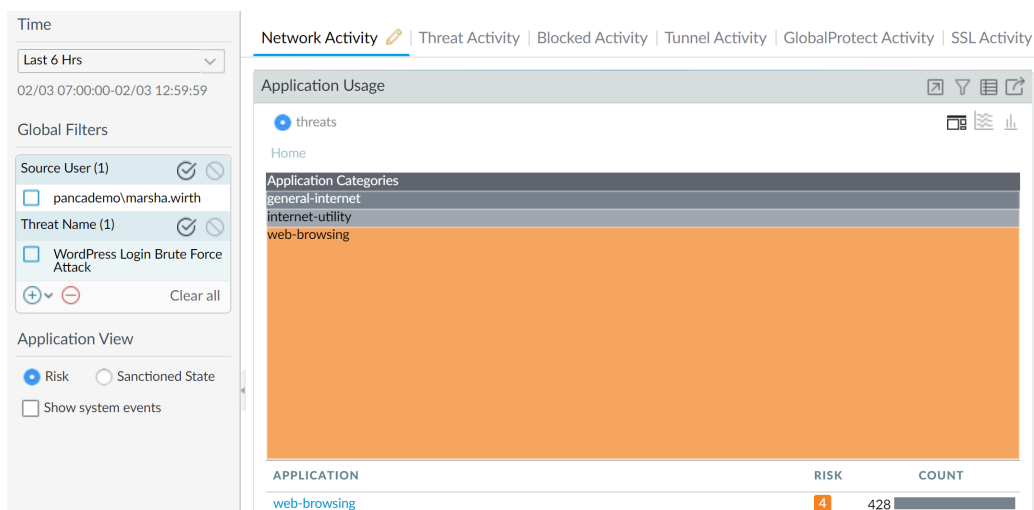 Time
Last 6 Hrs
02/03 07:00:00-02/03 12:59:59
Global Filters
Source User (1)
pancademo\marsha.wirth
Threat Name (1)
WordPress Login Brute Force
Attack
Clear all
Application View
Risk
Sanctioned State
Show system events
Network Activity | Threat Activity | Blocked Activity | Tunnel Activity | GlobalProtect Activity | SSL Activity
Application Usage
threats
Home
Application Categories
general-internet
internet-utility
web-browsing
APPLICATION RISK COUNT
web-browsing 4 428